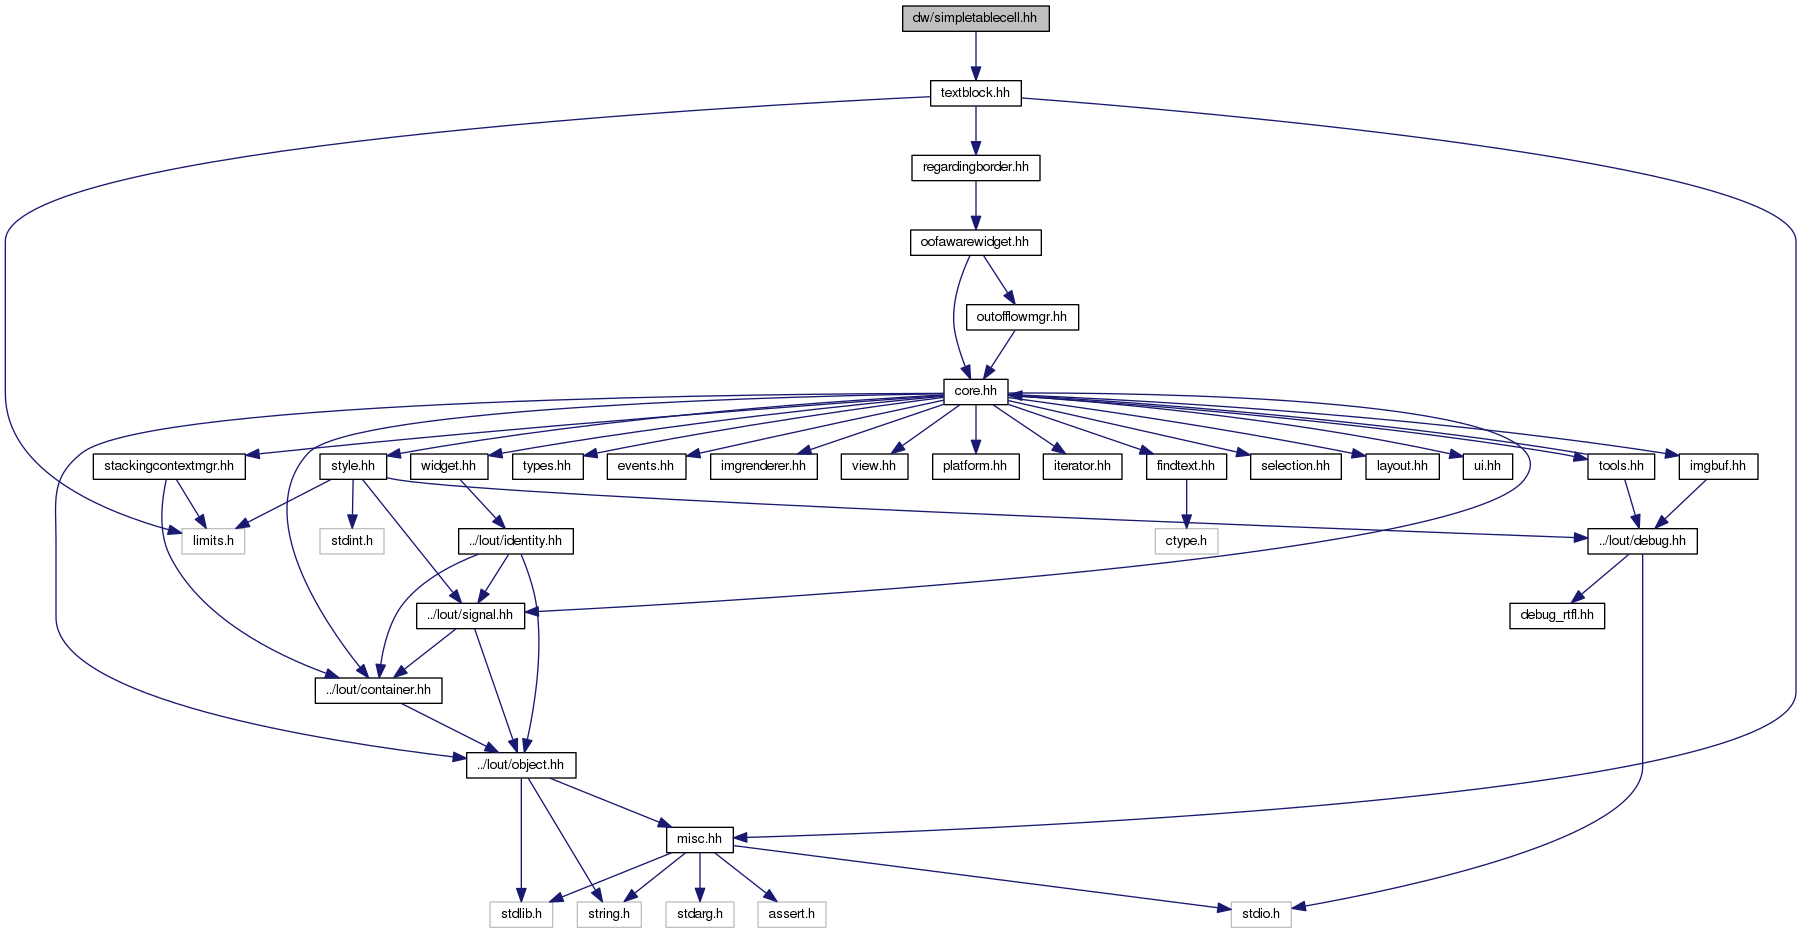 dw/simpletablecell.hh
textblock.hh
regardingborder.hh
oofawarewidget.hh
outofflowmgr.hh
core.hh
stackingcontextmgr.hh
style.hh
widget.hh
types.hh
events.hh
imgrenderer.hh
view.hh
platform.hh
iterator.hh
findtext.hh
selection.hh
layout.hh
ui.hh
tools.hh
imgbuf.hh
limits.h
stdint.h
../lout/identity.hh
ctype.h
../lout/debug.hh
../lout/signal.hh
debug_rtfl.hh
../lout/container.hh
../lout/object.hh
misc.hh
stdlib.h
string.h
stdarg.h
assert.h
stdio.h